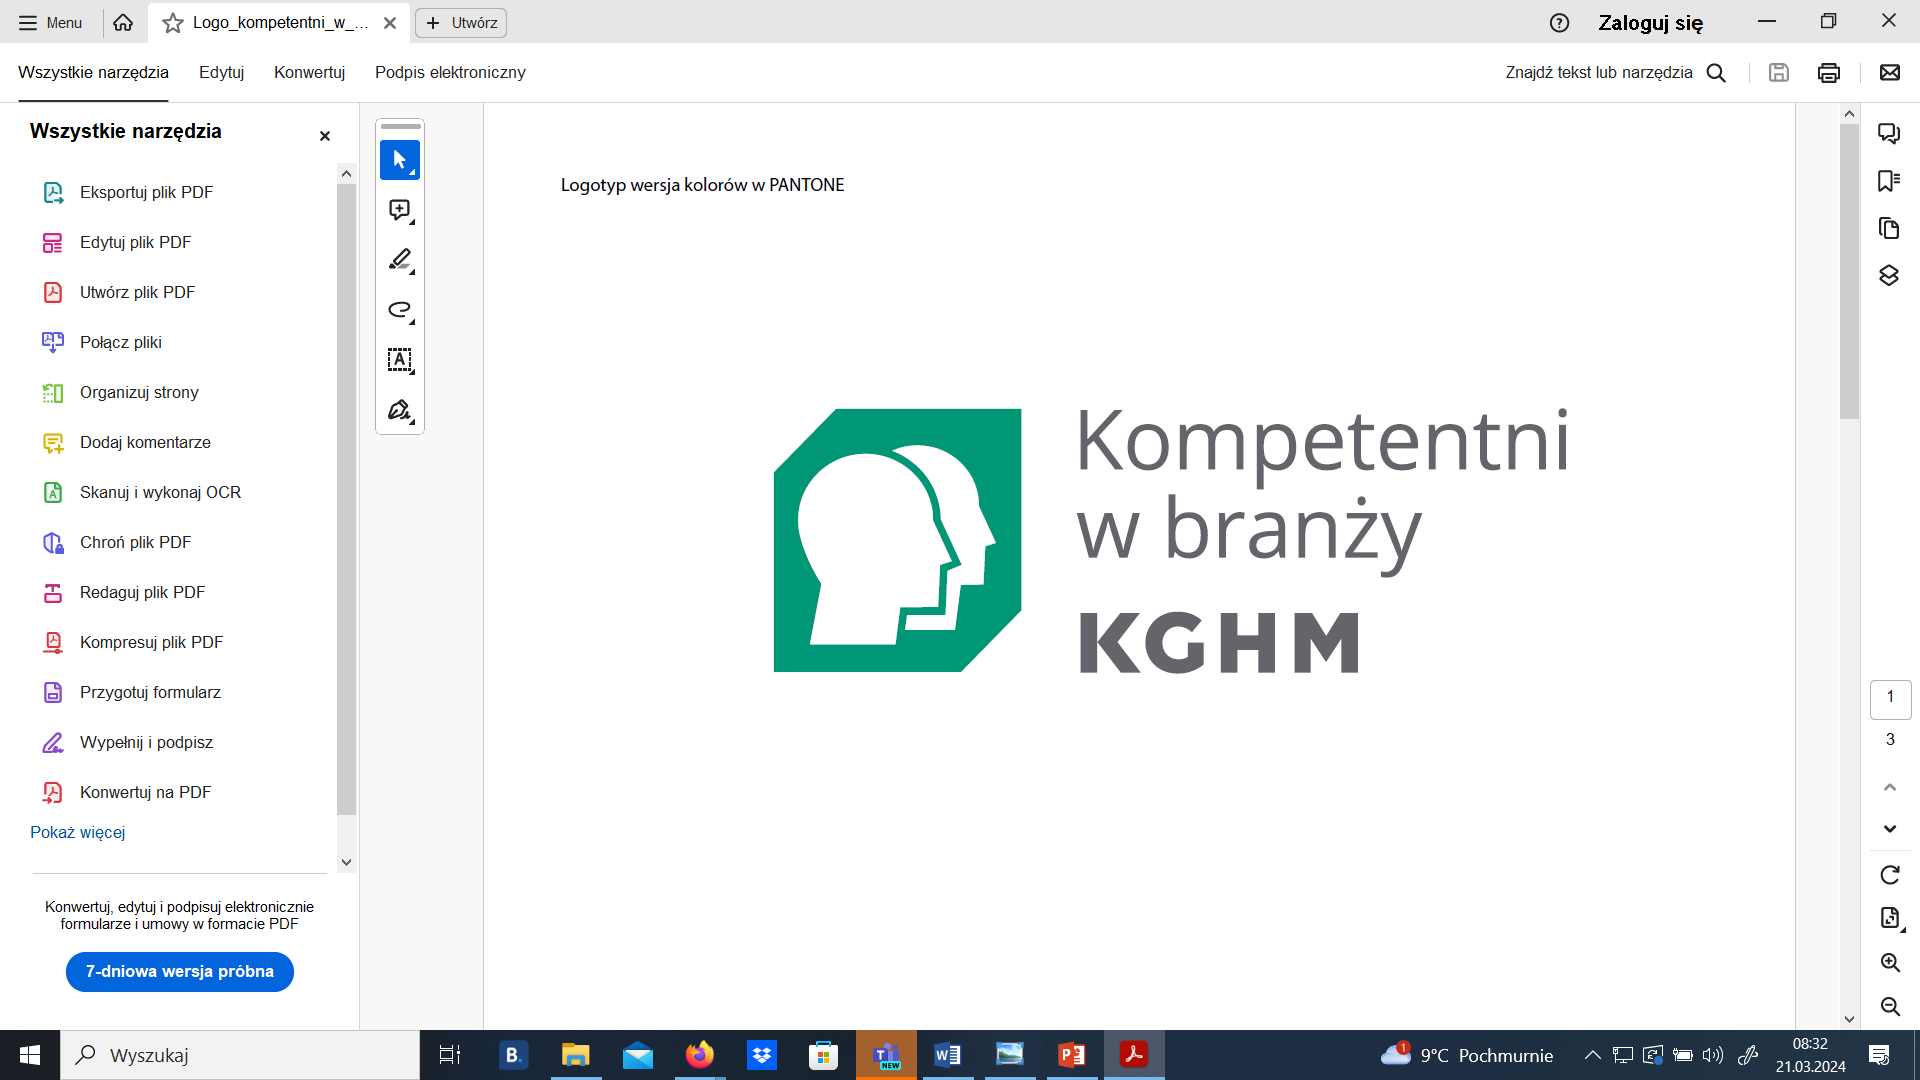 Menu
Logo_kompetentni_w_...
Utwórz
Zaloguj się
Wszystkie narzędzia
Edytuj
Konwertuj
Podpis elektroniczny
Znajdź tekst lub narzędzia
Wszystkie narzędzia
Eksportuj plik PDF
Edytuj plik PDF
Utwórz plik PDF
Połącz pliki
Organizuj strony
Dodaj komentarze
Skanuj i wykonaj OCR
Chroń plik PDF
Redaguj plik PDF
Kompresuj plik PDF
Przygotuj formularz
Wypełnij i podpisz
Konwertuj na PDF
Pokaż więcej
Konwertuj, edytuj i podpisuj elektronicznie
formularze i umowy w formacie PDF
7-dniowa wersja próbna
Logotyp wersja kolorów w PANTONE
Kompetentni
w branży
KGHM
1
3
Wyszukaj
B.
NEW
1
9°C Pochmurnie
08:32
21.03.2024